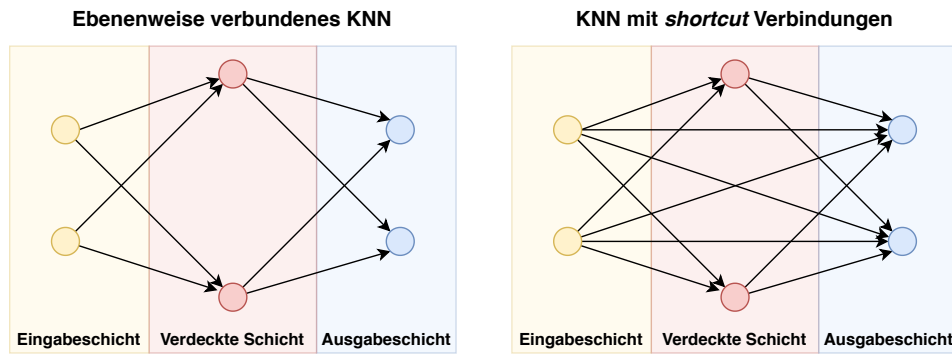 Ebenenweise verbundenes KNN
Eingabeschicht
Verdeckte Schicht
Ausgabeschicht
KNN mit shortcut Verbindungen
Eingabeschicht
Verdeckte Schicht
Ausgabeschicht